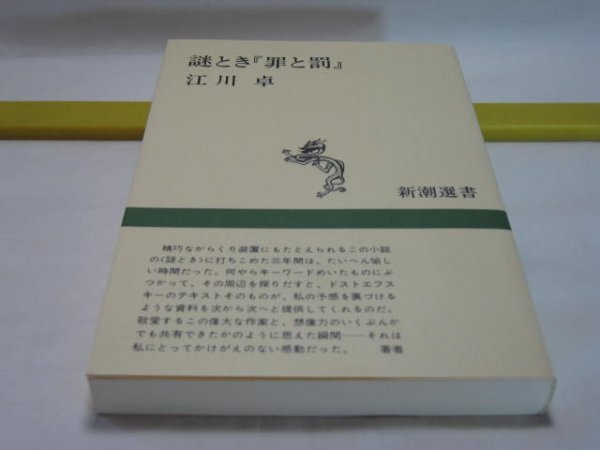 謎とき『罪と罰』
江川 卓
新潮選書
精巧なからくり装置にもたとえられるこの小説
の〈謎とき〉に打ちこめた三年間は、たいへん愉し
い時間だった。何やらキーワードめいたものにぶ
つかって、その周辺を探りだすと、ドストエフス
キーのテキストそのものが、私の予感を裏づける
ような資料を次から次へと提供してくれるのだ。
敬愛するこの偉大な作家と、想像力のいくぶんか
でも共有できたかのように思えた瞬間——それは
私にとってかけがえのない感動だった。 著者